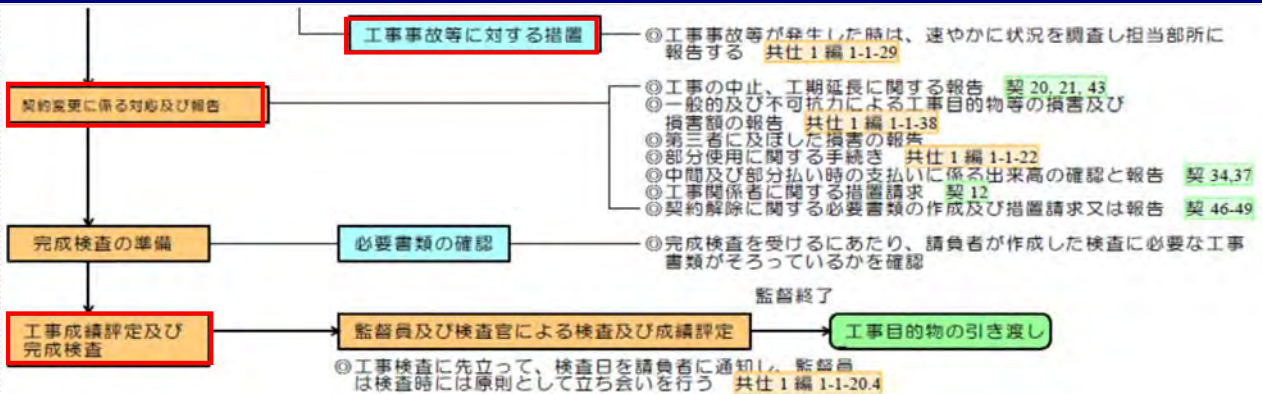 工事事故等に対する措置
◎工事事故等が発生した時は、速やかに状況を調査し担当部所に
報告する 共仕 1 編 1-1-29
契約変更に係る対応及び報告
◎工事の中止、工期延長に関する報告 契 20, 21, 43
◎一般的及び不可抗力による工事目的物等の損害及び
損害額の報告 共仕 1 編 1-1-38
◎第三者に及ぼした損害の報告
◎部分使用に関する手続き 共仕 1 編 1-1-22
◎中間及び部分払い時の支払いに係る出来高の確認と報告 契 34,37
◎工事関係者に関する措置請求 契 12
◎契約解除に関する必要書類の作成及び措置請求又は報告 契 46-49
完成検査の準備
必要書類の確認
◎完成検査を受けるにあたり、請負者が作成した検査に必要な工事
書類がそろっているかを確認
監督終了
工事成績評定及び
完成検査
監督員及び検査官による検査及び成績評定
工事目的物の引き渡し
◎工事検査に先立って、検査日を請負者に通知し、監督員
は検査時には原則として立ち会いを行う 共仕 1 編 1-1-20.4